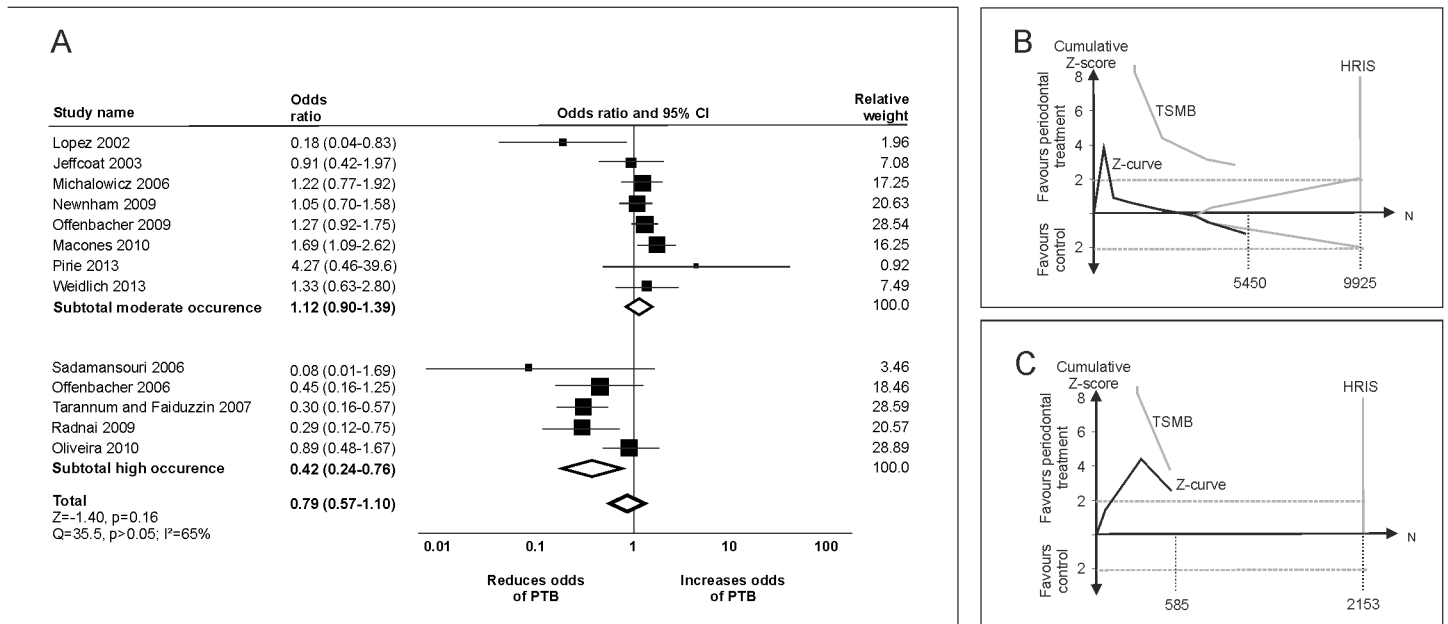 A
Study name Odds ratio Odds ratio and 95% CI Relative weight
Lopez 2002 0.18 (0.04-0.83) 1.96
Jeffcoat 2003 0.91 (0.42-1.97) 7.08
Michalowicz 2006 1.22 (0.77-1.92) 17.25
Newnham 2009 1.05 (0.70-1.58) 20.63
Offenbacher 2009 1.27 (0.92-1.75) 28.54
Macones 2010 1.69 (1.09-2.62) 16.25
Pirie 2013 4.27 (0.46-39.6) 0.92
Weidlich 2013 1.33 (0.63-2.80) 7.49
Subtotal moderate occurence 1.12 (0.90-1.39) 100.0
Sadamansouri 2006 0.08 (0.01-1.69) 3.46
Offenbacher 2006 0.45 (0.16-1.25) 18.46
Tarannum and Faiduzzin 2007 0.30 (0.16-0.57) 28.59
Radnai 2009 0.29 (0.12-0.75) 20.57
Oliveira 2010 0.89 (0.48-1.67) 28.89
Subtotal high occurence 0.42 (0.24-0.76) 100.0
Total 0.79 (0.57-1.10)
Z=-1.40, p=0.16
Q=35.5, p>0.05; I²=65%
0.01 0.1 1 10 100
Reduces odds of PTB
Increases odds of PTB
B
Cumulative
Z-score
HRIS
8
6
4
2
2
TSMB
Z-curve
Favours periodontal
treatment
Favours
control
N
5450 9925
C
Cumulative
Z-score
HRIS
8
6
4
2
2
TSMB
Z-curve
Favours periodontal
treatment
Favours
control
N
585 2153